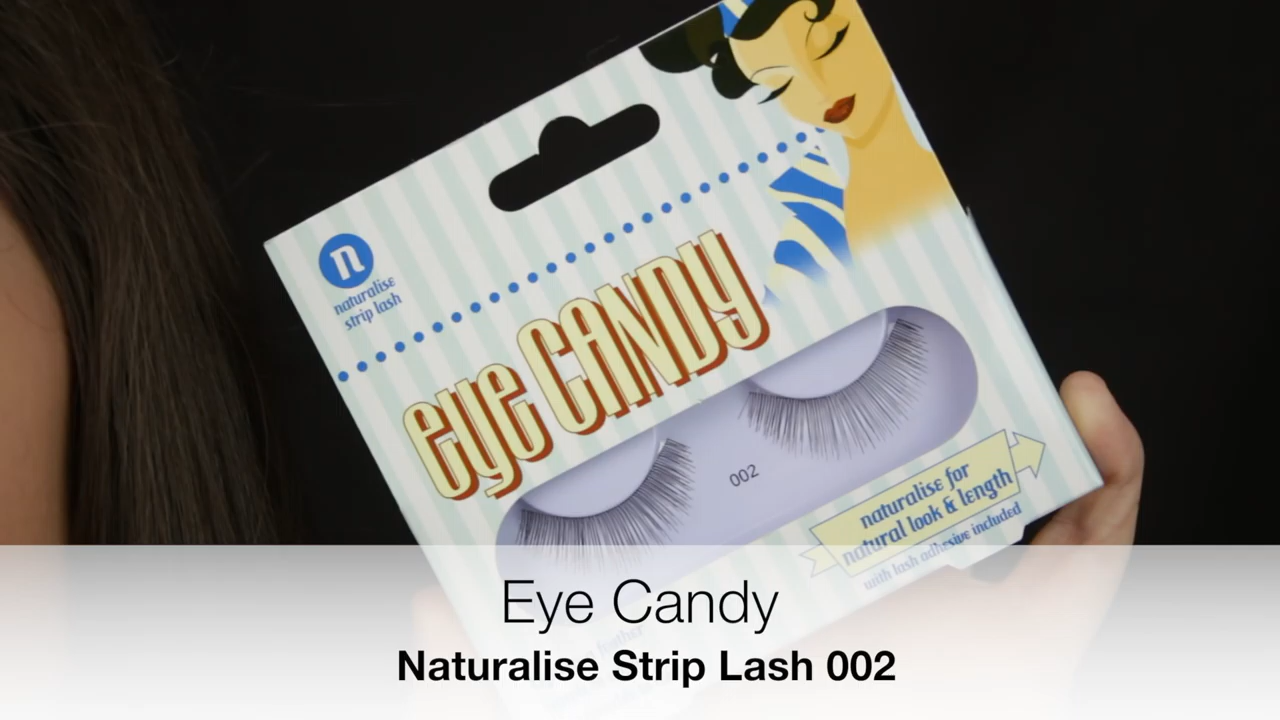 n
naturalise
strip lash
eye CANDY
002
naturalise for
natural look & length
with lash adhesive included
Eye Candy
Naturalise Strip Lash 002